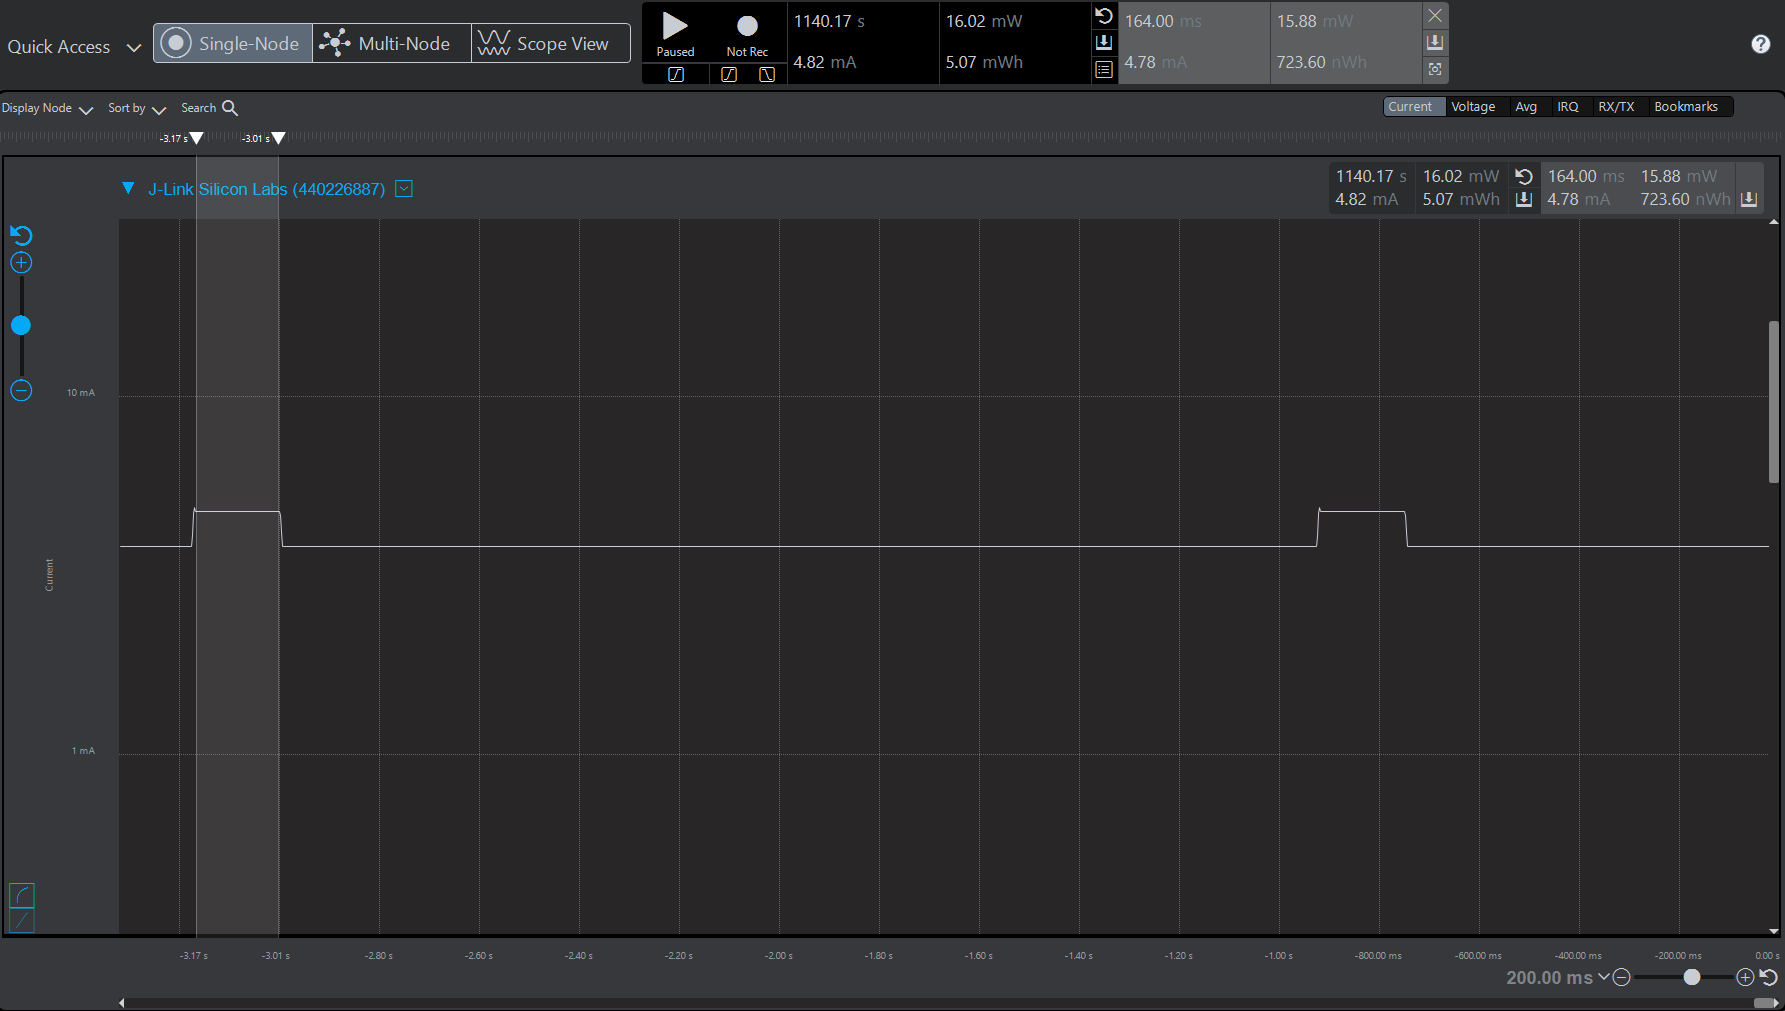 Quick Access
Single-Node
Multi-Node
Scope View
Paused
Not Rec
1140.17 s
16.02 mW
4.82 mA
5.07 mWh
164.00 ms
15.88 mW
4.78 mA
723.60 nWh
Display Node
Sort by
Search
Current
Voltage
Avg
IRQ
RX/TX
Bookmarks
-3.17 s
-3.01 s
J-Link Silicon Labs (440226887)
1140.17 s
16.02 mW
164.00 ms
15.88 mW
4.82 mA
5.07 mWh
4.78 mA
723.60 nWh
10 mA
Current
1 mA
-3.17 s
-3.01 s
-2.80 s
-2.60 s
-2.40 s
-2.20 s
-2.00 s
-1.80 s
-1.60 s
-1.40 s
-1.20 s
-1.00 s
-800.00 ms
-600.00 ms
-400.00 ms
-200.00 ms
0.00 s
200.00 ms